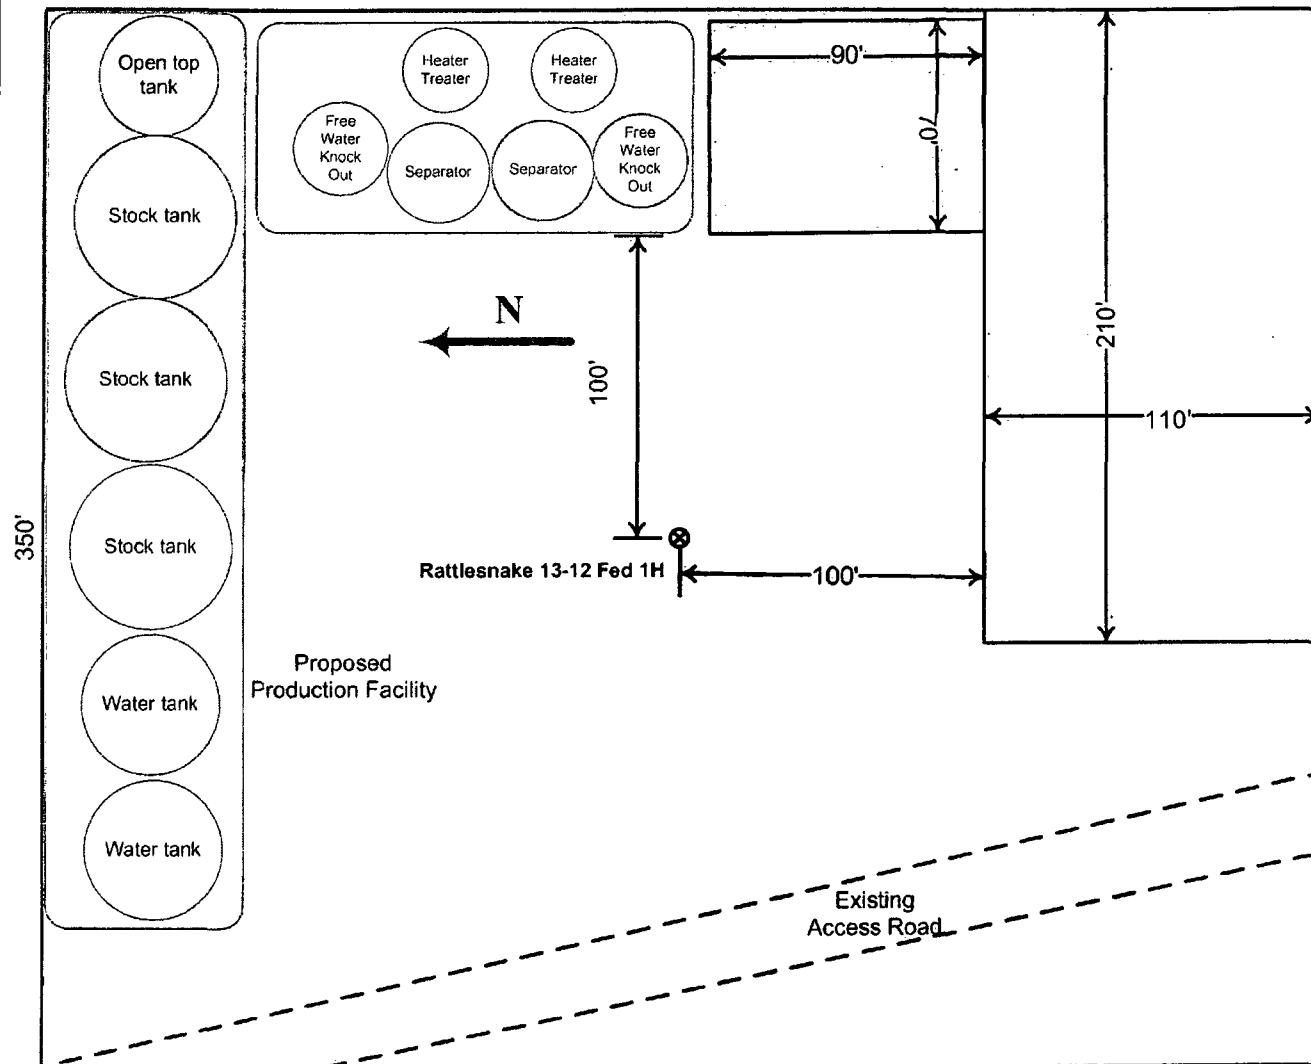 Open top
tank
Stock tank
Stock tank
Stock tank
Water tank
Water tank
350'
Heater
Treater
Heater
Treater
Free
Water
Knock
Out
Separator
Separator
Free
Water
Knock
Out
90'
70'
N
100'
210'
110'
Rattlesnake 13-12 Fed 1H
100'
Proposed
Production Facility
Existing
Access Road